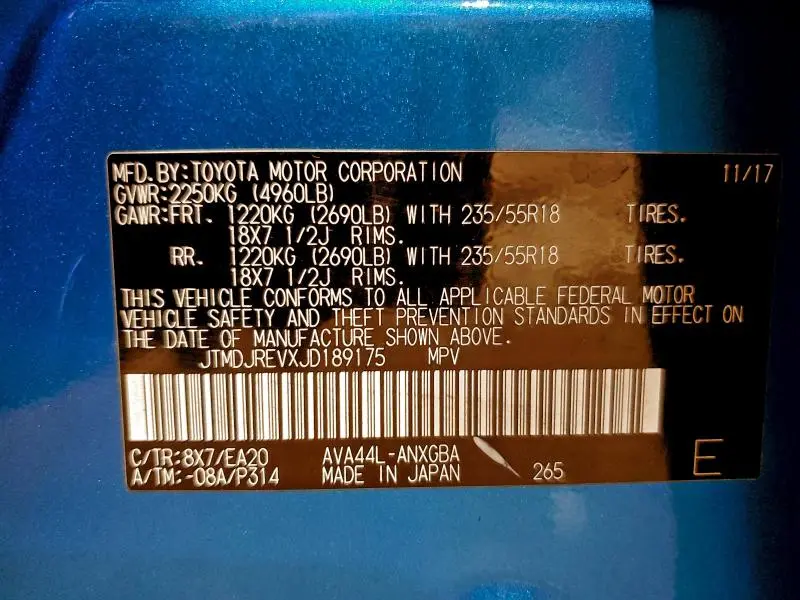 MFD. BY: TOYOTA MOTOR CORPORATION 11/17
GVWR: 2250KG (4960LB)
GAWR: FRT. 1220KG (2690LB) WITH 235/55R18 TIRES.
18X7 1/2J RIMS.
RR. 1220KG (2690LB) WITH 235/55R18 TIRES.
18X7 1/2J RIMS.
THIS VEHICLE CONFORMS TO ALL APPLICABLE FEDERAL MOTOR
VEHICLE SAFETY AND THEFT PREVENTION STANDARDS IN EFFECT ON
THE DATE OF MANUFACTURE SHOWN ABOVE.
JTMDJREVXJD189175 MPV
C/TR: 8X7/EA20 AVA44L-ANXGBA
A/TM: -08A/P314 MADE IN JAPAN 265 E